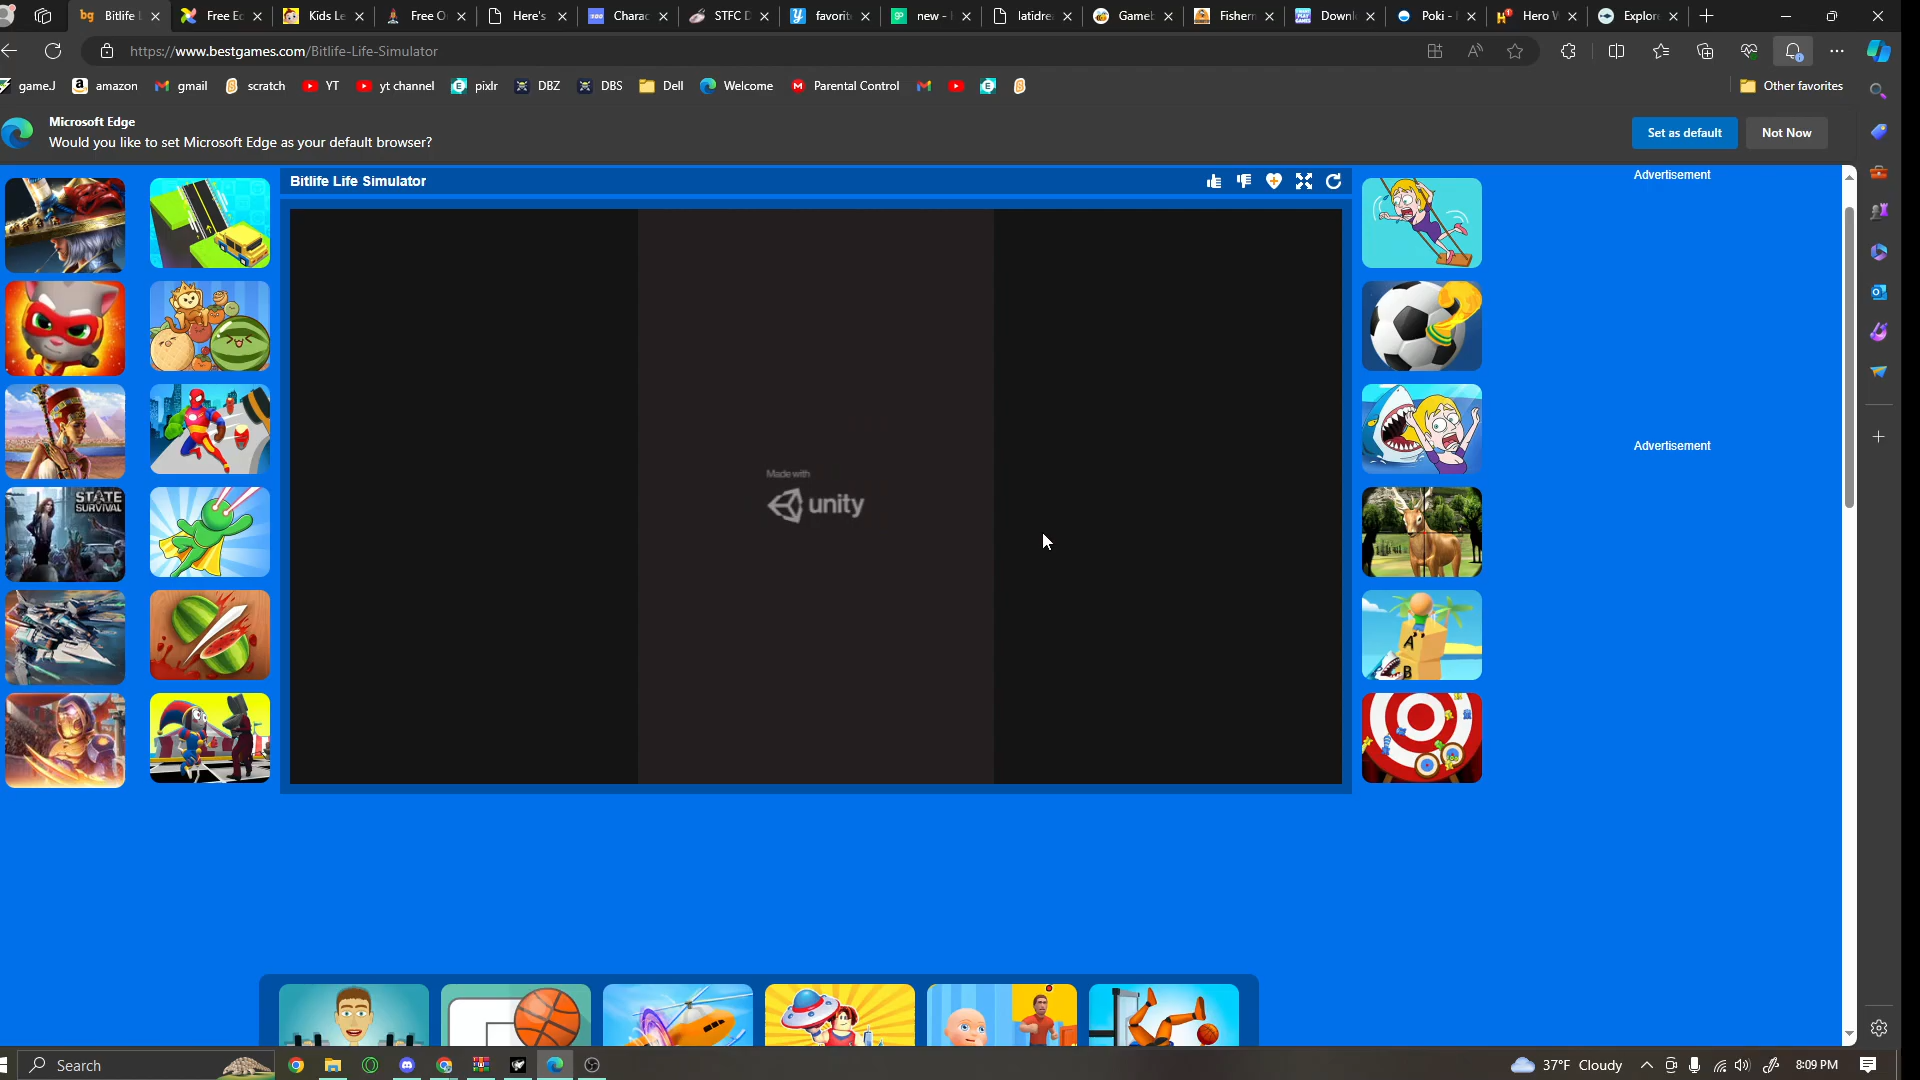 Bitlife L
Free Ec
Kids Le
Free O
Here's
Charac
STFC D
favorit
new -
latidre
Gamel
Fishern
Downl
Poki -
Hero W
Explor
https://www.bestgames.com/Bitlife-Life-Simulator
gameJ
amazon
gmail
scratch
YT
yt channel
pixlr
DBZ
DBS
Dell
Welcome
Parental Control
Other favorites
Microsoft Edge
Would you like to set Microsoft Edge as your default browser?
Set as default
Not Now
Bitlife Life Simulator
Advertisement
Made with
unity
Advertisement
STATE
SURVIVAL
A
B
Search
37°F Cloudy
8:09 PM